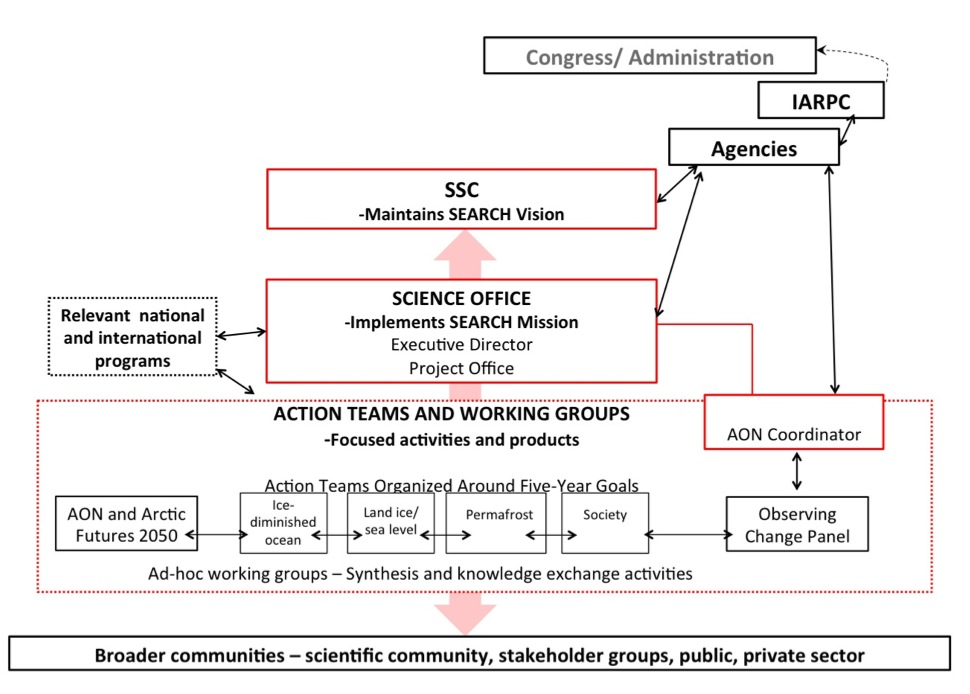 Congress/ Administration
IARPC
Agencies
SSC
-Maintains SEARCH Vision
SCIENCE OFFICE
-Implements SEARCH Mission
Executive Director
Project Office
Relevant national
and international
programs
ACTION TEAMS AND WORKING GROUPS
-Focused activities and products
AON Coordinator
Action Teams Organized Around Five-Year Goals
AON and Arctic
Futures 2050
Ice-
diminished
ocean
Land ice/
sea level
Permafrost
Society
Observing
Change Panel
Ad-hoc working groups – Synthesis and knowledge exchange activities
Broader communities – scientific community, stakeholder groups, public, private sector